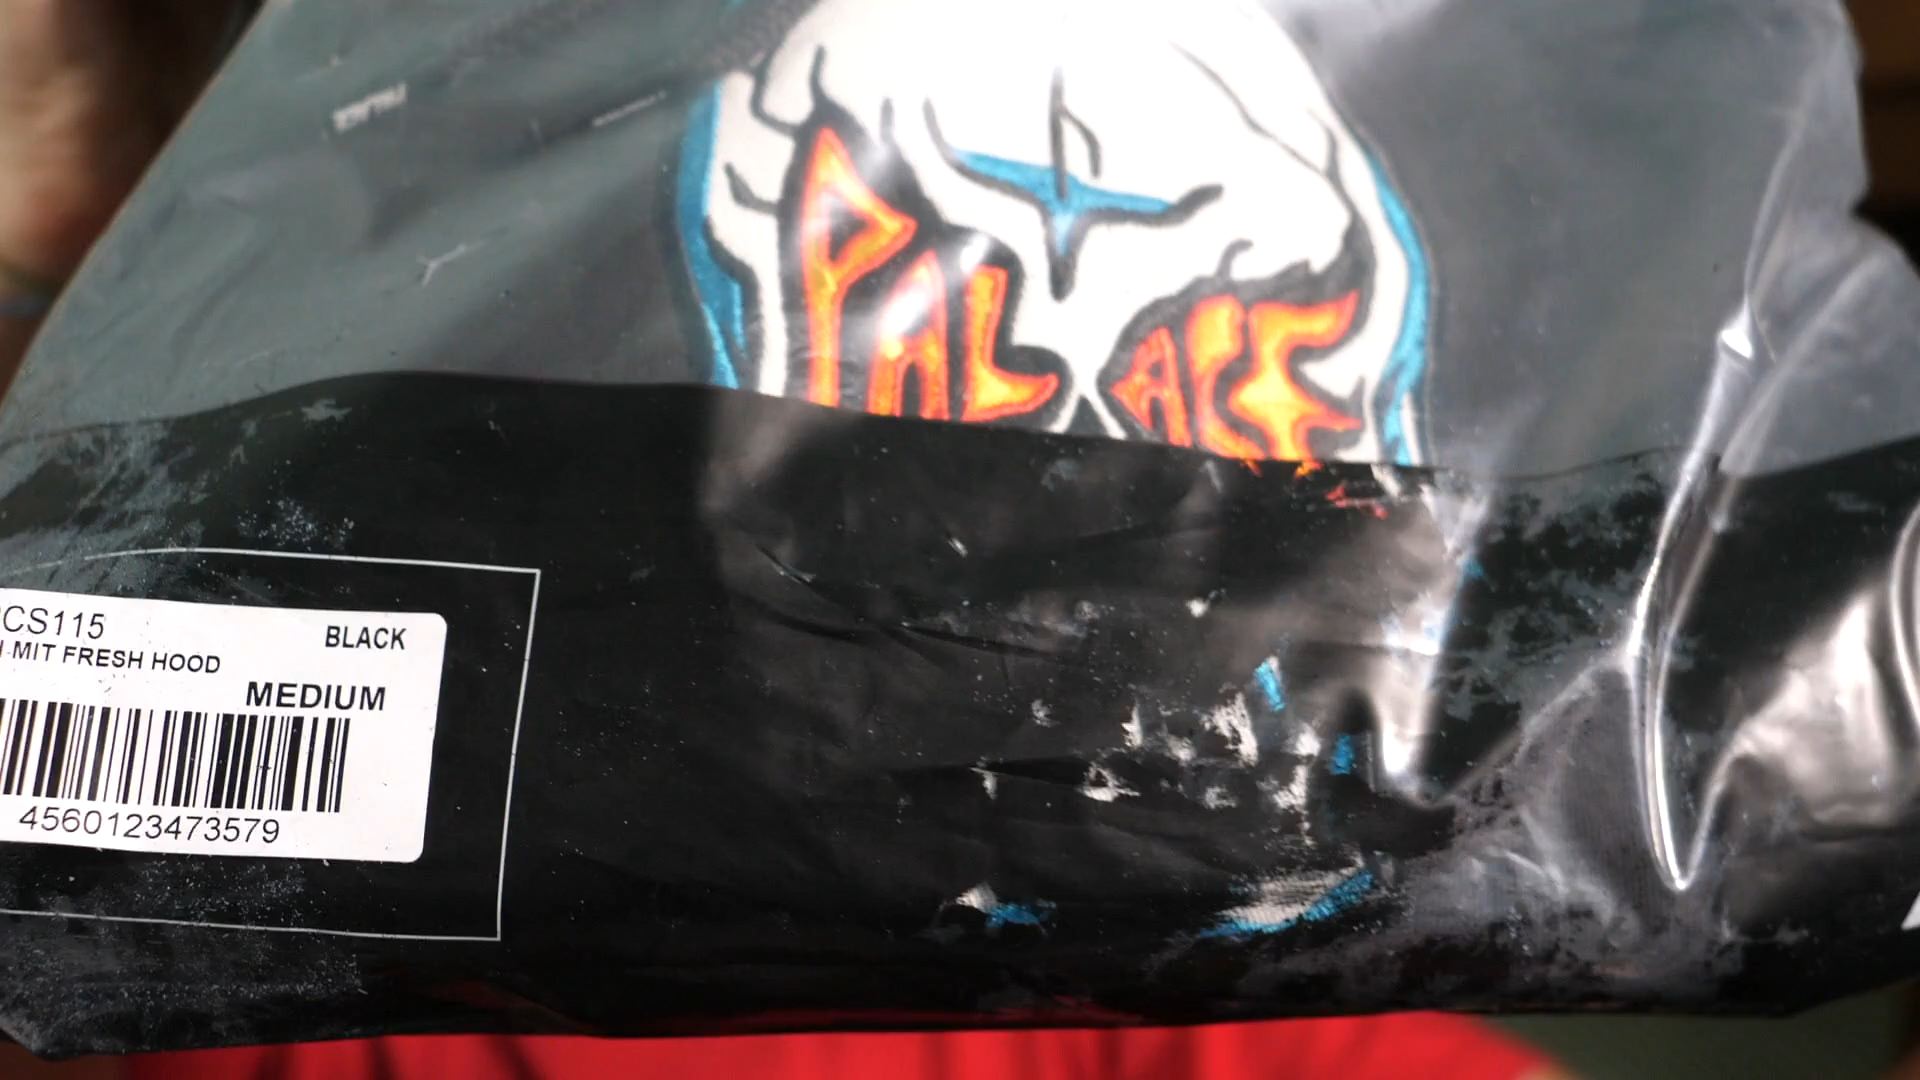 PALACE
CS115
BLACK
-MIT FRESH HOOD
MEDIUM
4560123473579